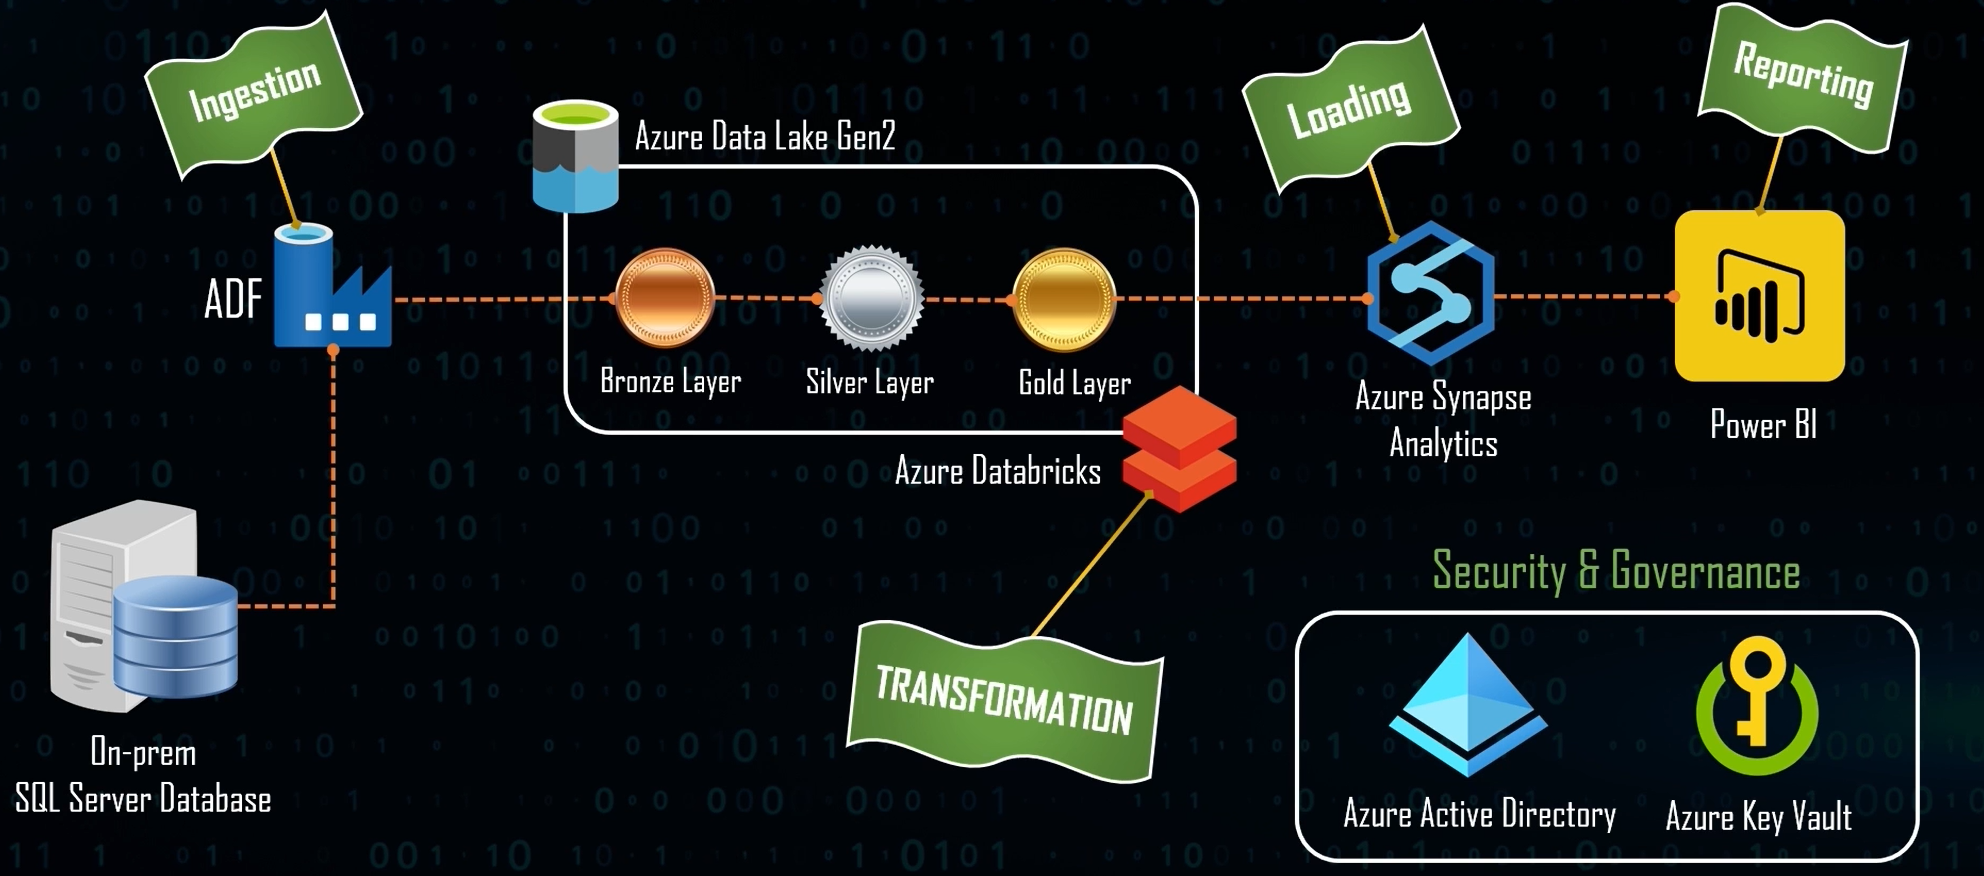 Ingestion
Loading
Reporting
Azure Data Lake Gen2
ADF
Bronze Layer
Silver Layer
Gold Layer
Azure Synapse
Analytics
Power BI
Azure Databricks
Security & Governance
TRANSFORMATION
On-prem
SQL Server Database
Azure Active Directory
Azure Key Vault